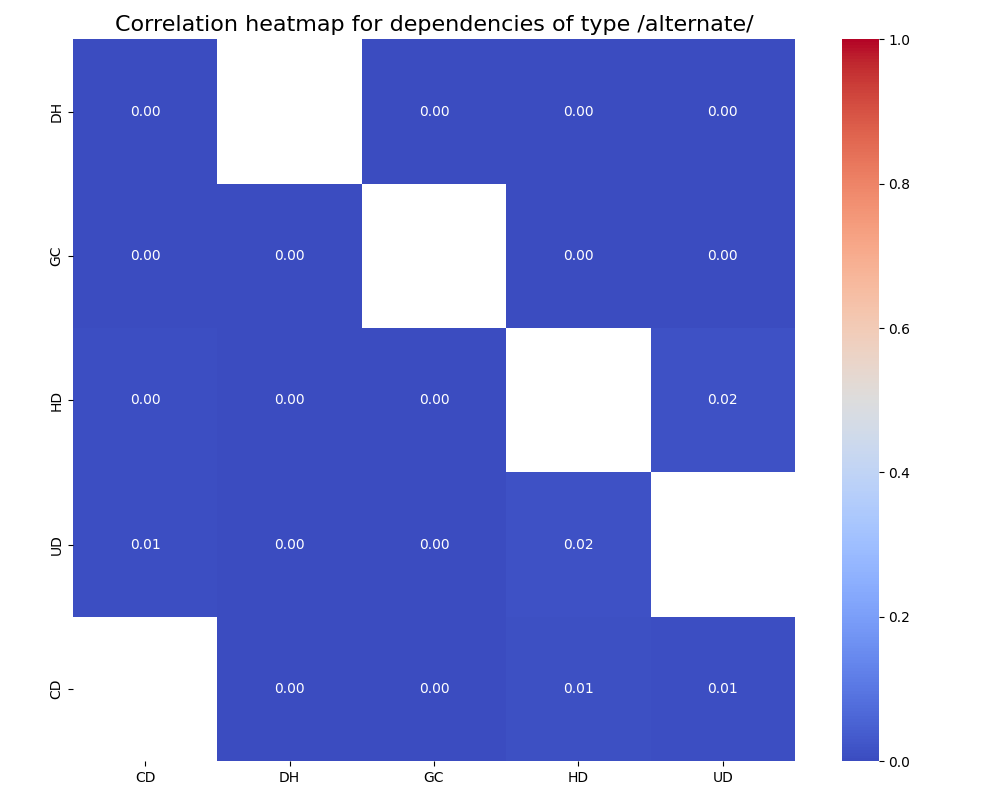 Correlation heatmap for dependencies of type /alternate/
DH 0.00 0.00 0.00 0.00
GC 0.00 0.00 0.00 0.00
HD 0.00 0.00 0.00 0.02
UD 0.01 0.00 0.00 0.02
CD 0.00 0.00 0.01 0.01
CD DH GC HD UD
1.0
0.8
0.6
0.4
0.2
0.0